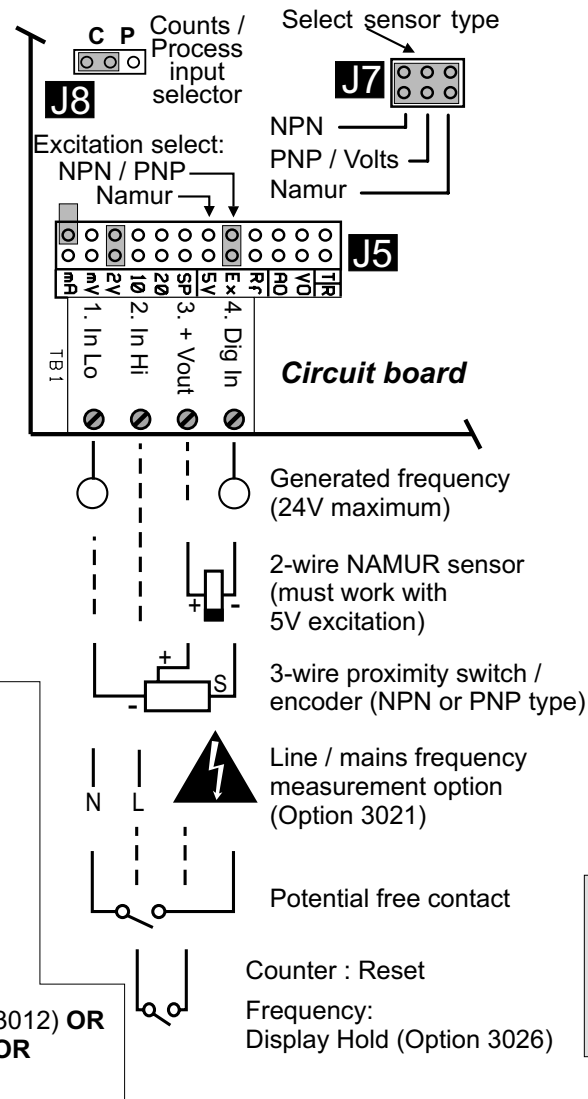 C P
Counts /
Process
input
selector
J8
Select sensor type
J7
NPN
PNP / Volts
Namur
Excitation select:
NPN / PNP
Namur
J5
mA mV 2V 10 20 SP 5V Ex Rf AO VO TR
TB1
1. In Lo
2. In Hi
3. + Vout
4. Dig In
Circuit board
Generated frequency
(24V maximum)
+ -
2-wire NAMUR sensor
(must work with
5V excitation)
+
- S
3-wire proximity switch /
encoder (NPN or PNP type)
N L
Line / mains frequency
measurement option
(Option 3021)
Potential free contact
Counter : Reset
Frequency:
Display Hold (Option 3026)
3012) OR
OR